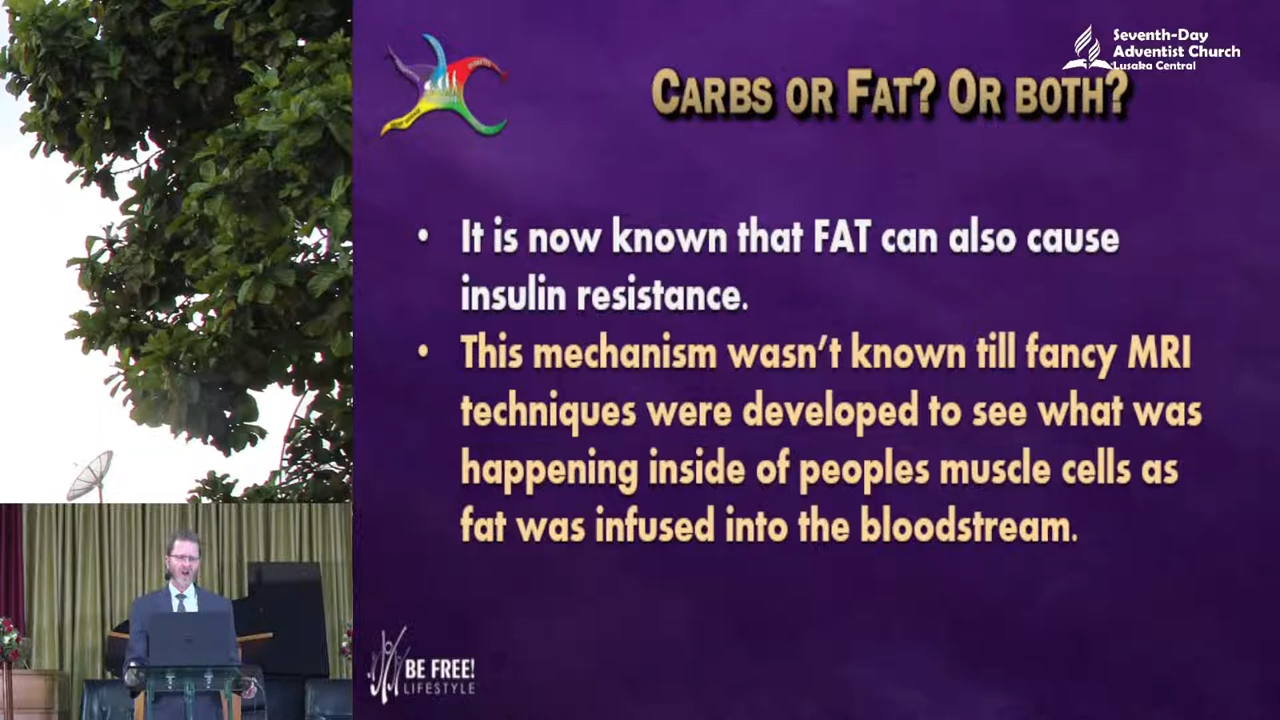 Seventh-Day
Adventist Church
Lusaka Central
CARBS OR FAT? OR BOTH?
• It is now known that FAT can also cause
insulin resistance.
• This mechanism wasn't known till fancy MRI
techniques were developed to see what was
happening inside of peoples muscle cells as
fat was infused into the bloodstream.
BE FREE!
LIFESTYLE